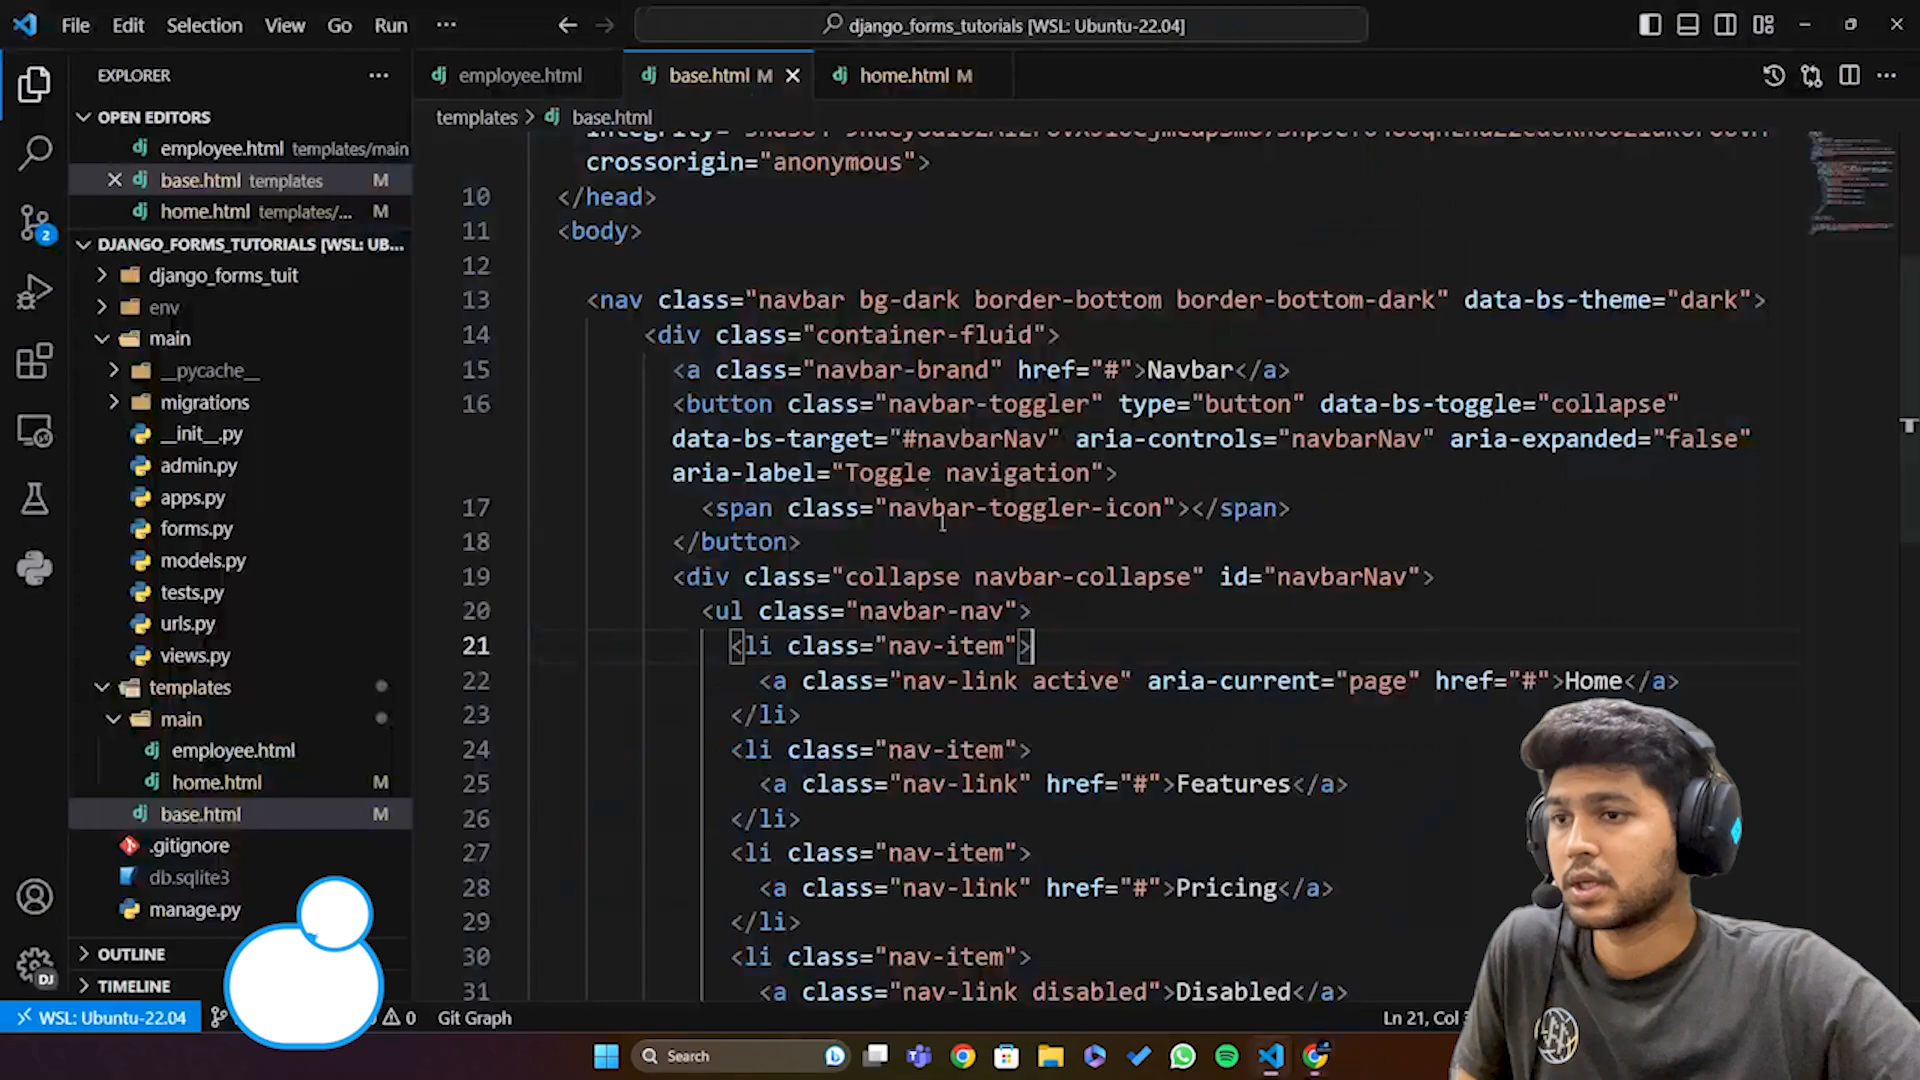 File Edit Selection View Go Run ···
django_forms_tutorials [WSL: Ubuntu-22.04]
EXPLORER ···
OPEN EDITORS
employee.html templates/main
base.html templates M
home.html templates/... M
DJANGO_FORMS_TUTORIALS [WSL: UB...
django_forms_tuit
env
main
__pycache__
migrations
__init__.py
admin.py
apps.py
forms.py
models.py
tests.py
urls.py
views.py
templates
main
employee.html
home.html M
base.html M
.gitignore
db.sqlite3
manage.py
OUTLINE
TIMELINE
2
DJ
employee.html base.html M home.html M
templates > base.html
crossorigin="anonymous">
10 </head>
11 <body>
12
13 <nav class="navbar bg-dark border-bottom border-bottom-dark" data-bs-theme="dark">
14 <div class="container-fluid">
15 <a class="navbar-brand" href="#">Navbar</a>
16 <button class="navbar-toggler" type="button" data-bs-toggle="collapse"
data-bs-target="#navbarNav" aria-controls="navbarNav" aria-expanded="false"
aria-label="Toggle navigation">
17 <span class="navbar-toggler-icon"></span>
18 </button>
19 <div class="collapse navbar-collapse" id="navbarNav">
20 <ul class="navbar-nav">
21 <li class="nav-item">
22 <a class="nav-link active" aria-current="page" href="#">Home</a>
23 </li>
24 <li class="nav-item">
25 <a class="nav-link" href="#">Features</a>
26 </li>
27 <li class="nav-item">
28 <a class="nav-link" href="#">Pricing</a>
29 </li>
30 <li class="nav-item">
31 <a class="nav-link disabled">Disabled</a>
WSL: Ubuntu-22.04 0 Git Graph Ln 21, Col
Search